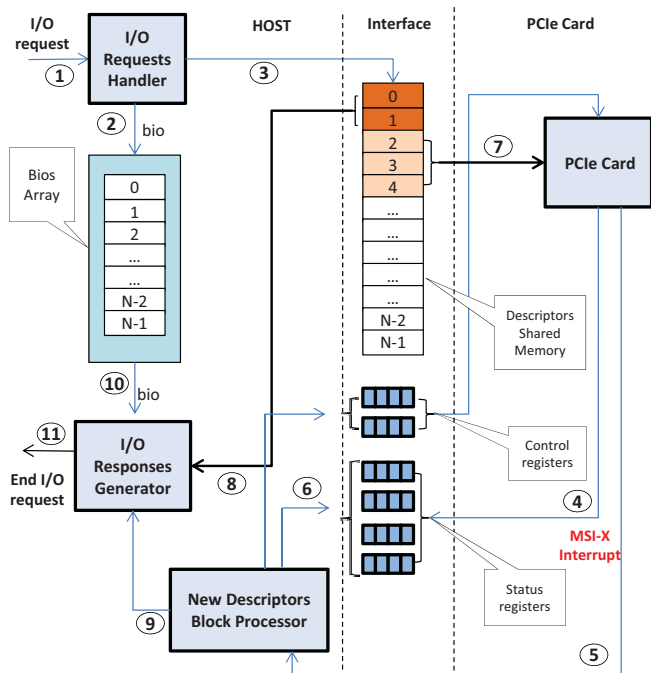 I/O
request
HOST
Interface
PCIe Card
I/O
Requests
Handler
1
3
2
bio
Bios
Array
0
1
2
...
...
N-2
N-1
0
1
2
3
4
...
...
...
...
...
N-2
N-1
7
PCIe Card
Descriptors
Shared
Memory
10
bio
11
End I/O
request
I/O
Responses
Generator
8
6
Control
registers
4
MSI-X
Interrupt
Status
registers
9
New Descriptors
Block Processor
5